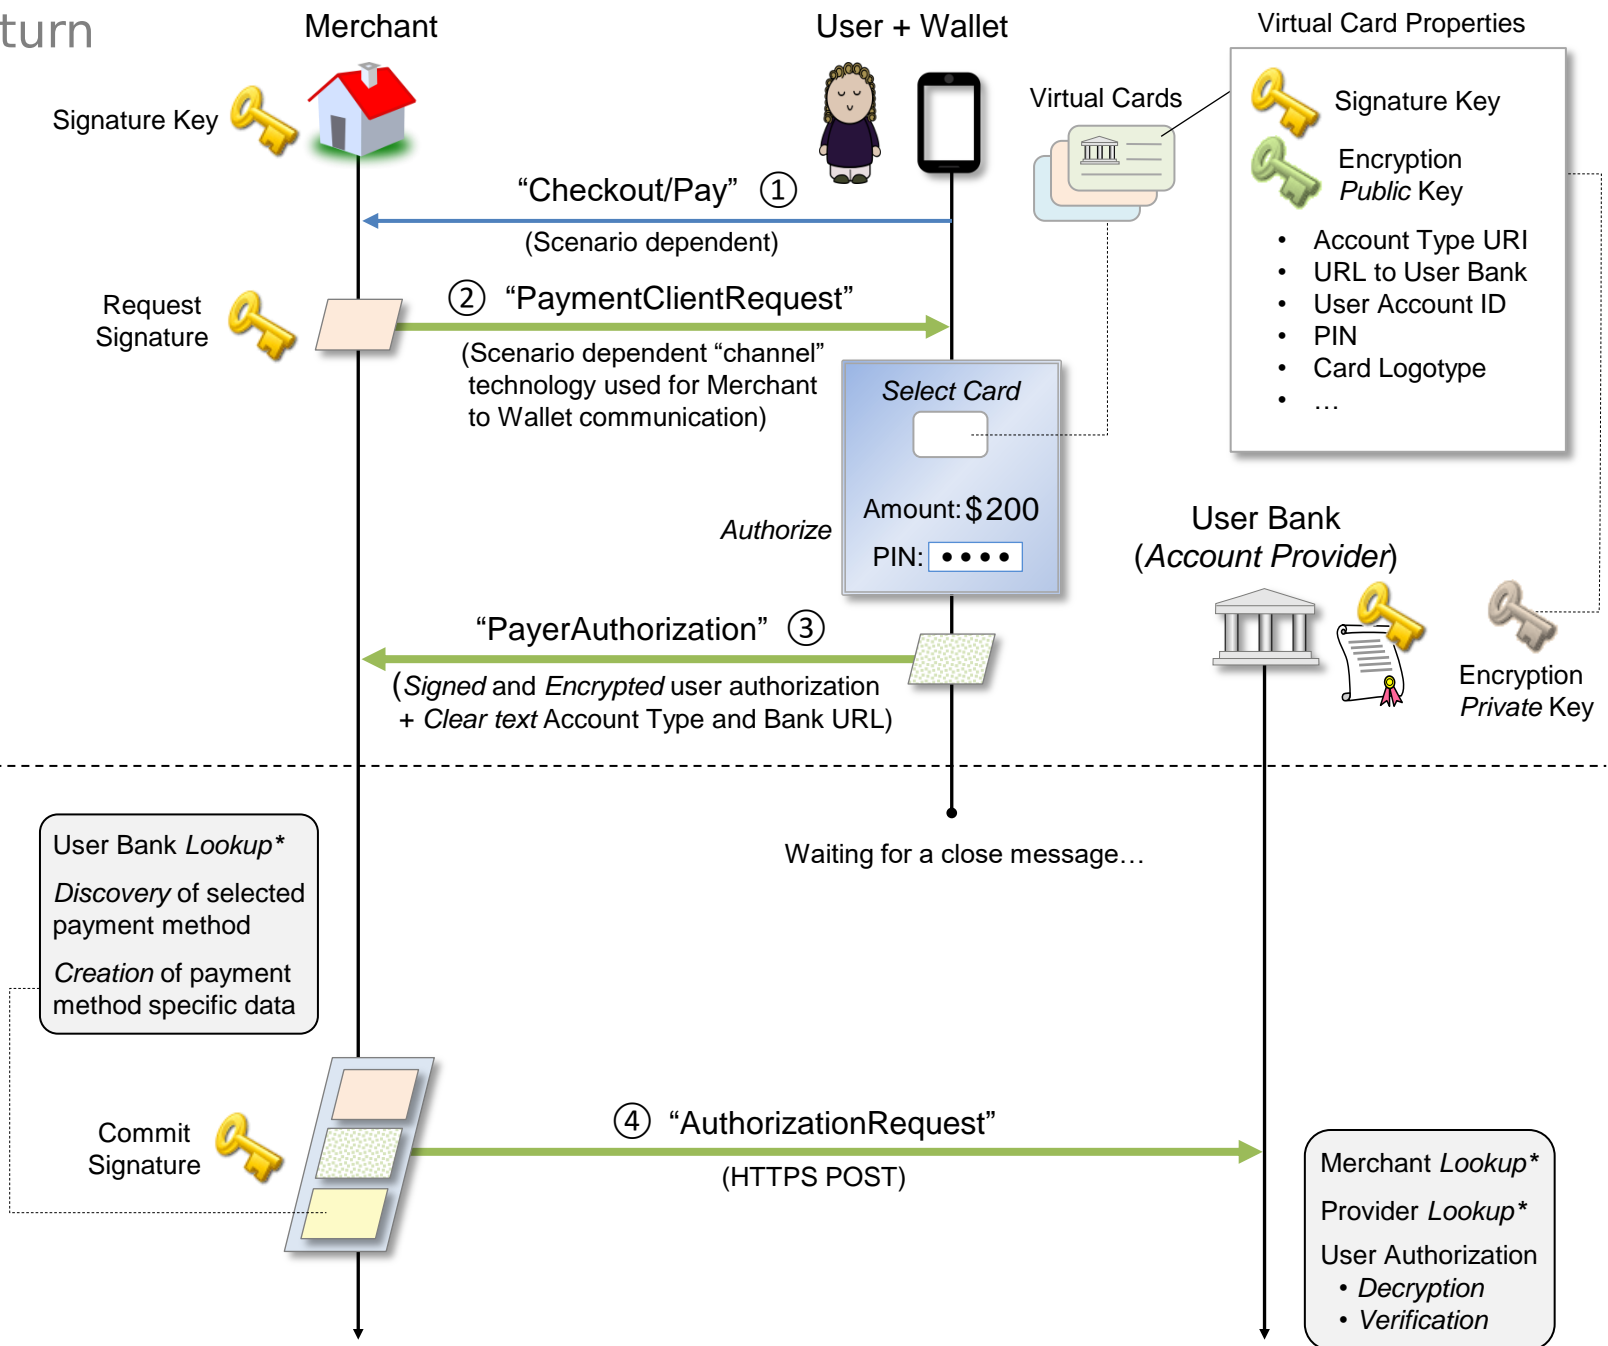 turn
Merchant
User + Wallet
Virtual Card Properties
Signature Key
Virtual Cards
Signature Key
Encryption
Public Key
• Account Type URI
• URL to User Bank
• User Account ID
• PIN
• Card Logotype
• …
“Checkout/Pay” ①
(Scenario dependent)
Request
Signature
② “PaymentClientRequest”
(Scenario dependent “channel”
technology used for Merchant
to Wallet communication)
Select Card
Amount: $200
Authorize
PIN: ••••
User Bank
(Account Provider)
“PayerAuthorization” ③
(Signed and Encrypted user authorization
+ Clear text Account Type and Bank URL)
Encryption
Private Key
User Bank Lookup*
Discovery of selected
payment method
Creation of payment
method specific data
Waiting for a close message…
Commit
Signature
④ “AuthorizationRequest”
(HTTPS POST)
Merchant Lookup*
Provider Lookup*
User Authorization
• Decryption
• Verification